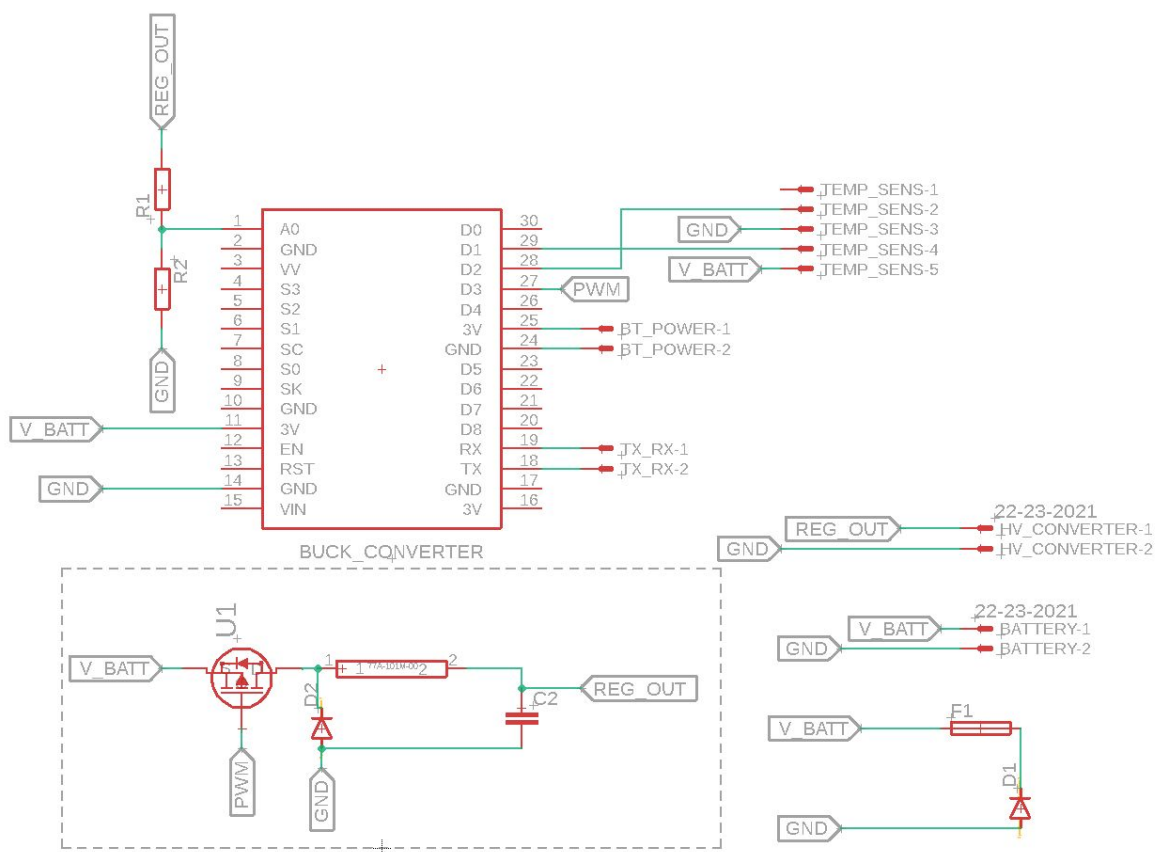 REG_OUT
R1
R2
GND
V_BATT
GND
1 A0
2 GND
3 VV
4 S3
5 S2
6 S1
7 SC
8 S0
9 SK
10 GND
11 3V
12 EN
13 RST
14 GND
15 VIN
D0 30
D1 29
D2 28
D3 27
D4 26
3V 25
GND 24
D5 23
D6 22
D7 21
D8 20
RX 19
TX 18
GND 17
3V 16
PWM
GND
V_BATT
TEMP_SENS-1
TEMP_SENS-2
TEMP_SENS-3
TEMP_SENS-4
TEMP_SENS-5
BT_POWER-1
BT_POWER-2
TX_RX-1
TX_RX-2
BUCK_CONVERTER
U1
V_BATT
PWM
D2
GND
1
1
2
2
C2
REG_OUT
22-23-2021
REG_OUT
HV_CONVERTER-1
GND
HV_CONVERTER-2
22-23-2021
V_BATT
BATTERY-1
GND
BATTERY-2
F1
V_BATT
D1
GND